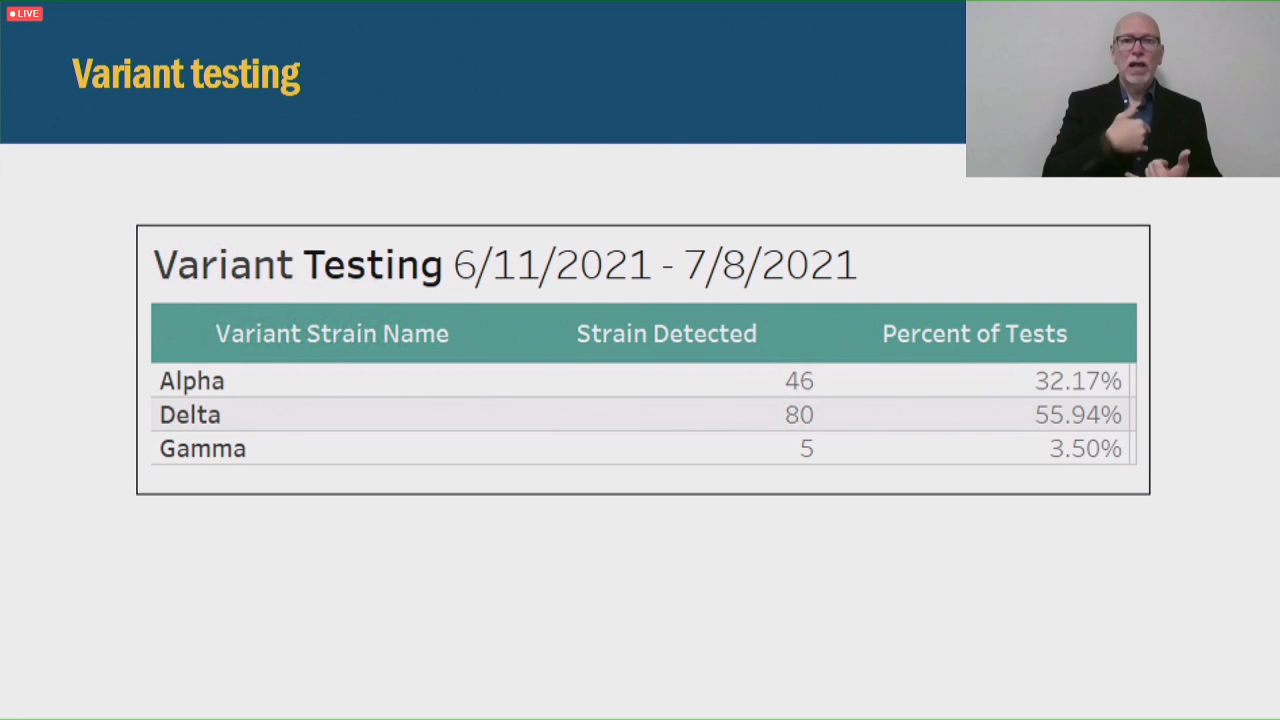 LIVE
Variant testing
Variant Testing 6/11/2021 - 7/8/2021
Variant Strain Name Strain Detected Percent of Tests
Alpha 46 32.17%
Delta 80 55.94%
Gamma 5 3.50%